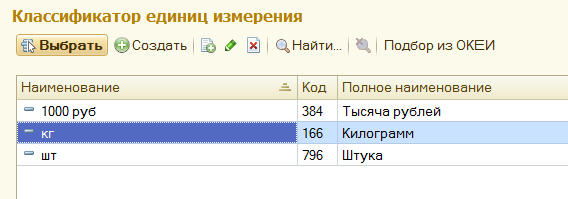 Классификатор единиц измерения
Выбрать Создать Найти... Подбор из ОКЕИ
Наименование Код Полное наименование
1000 руб 384 Тысяча рублей
кг 166 Килограмм
шт 796 Штука